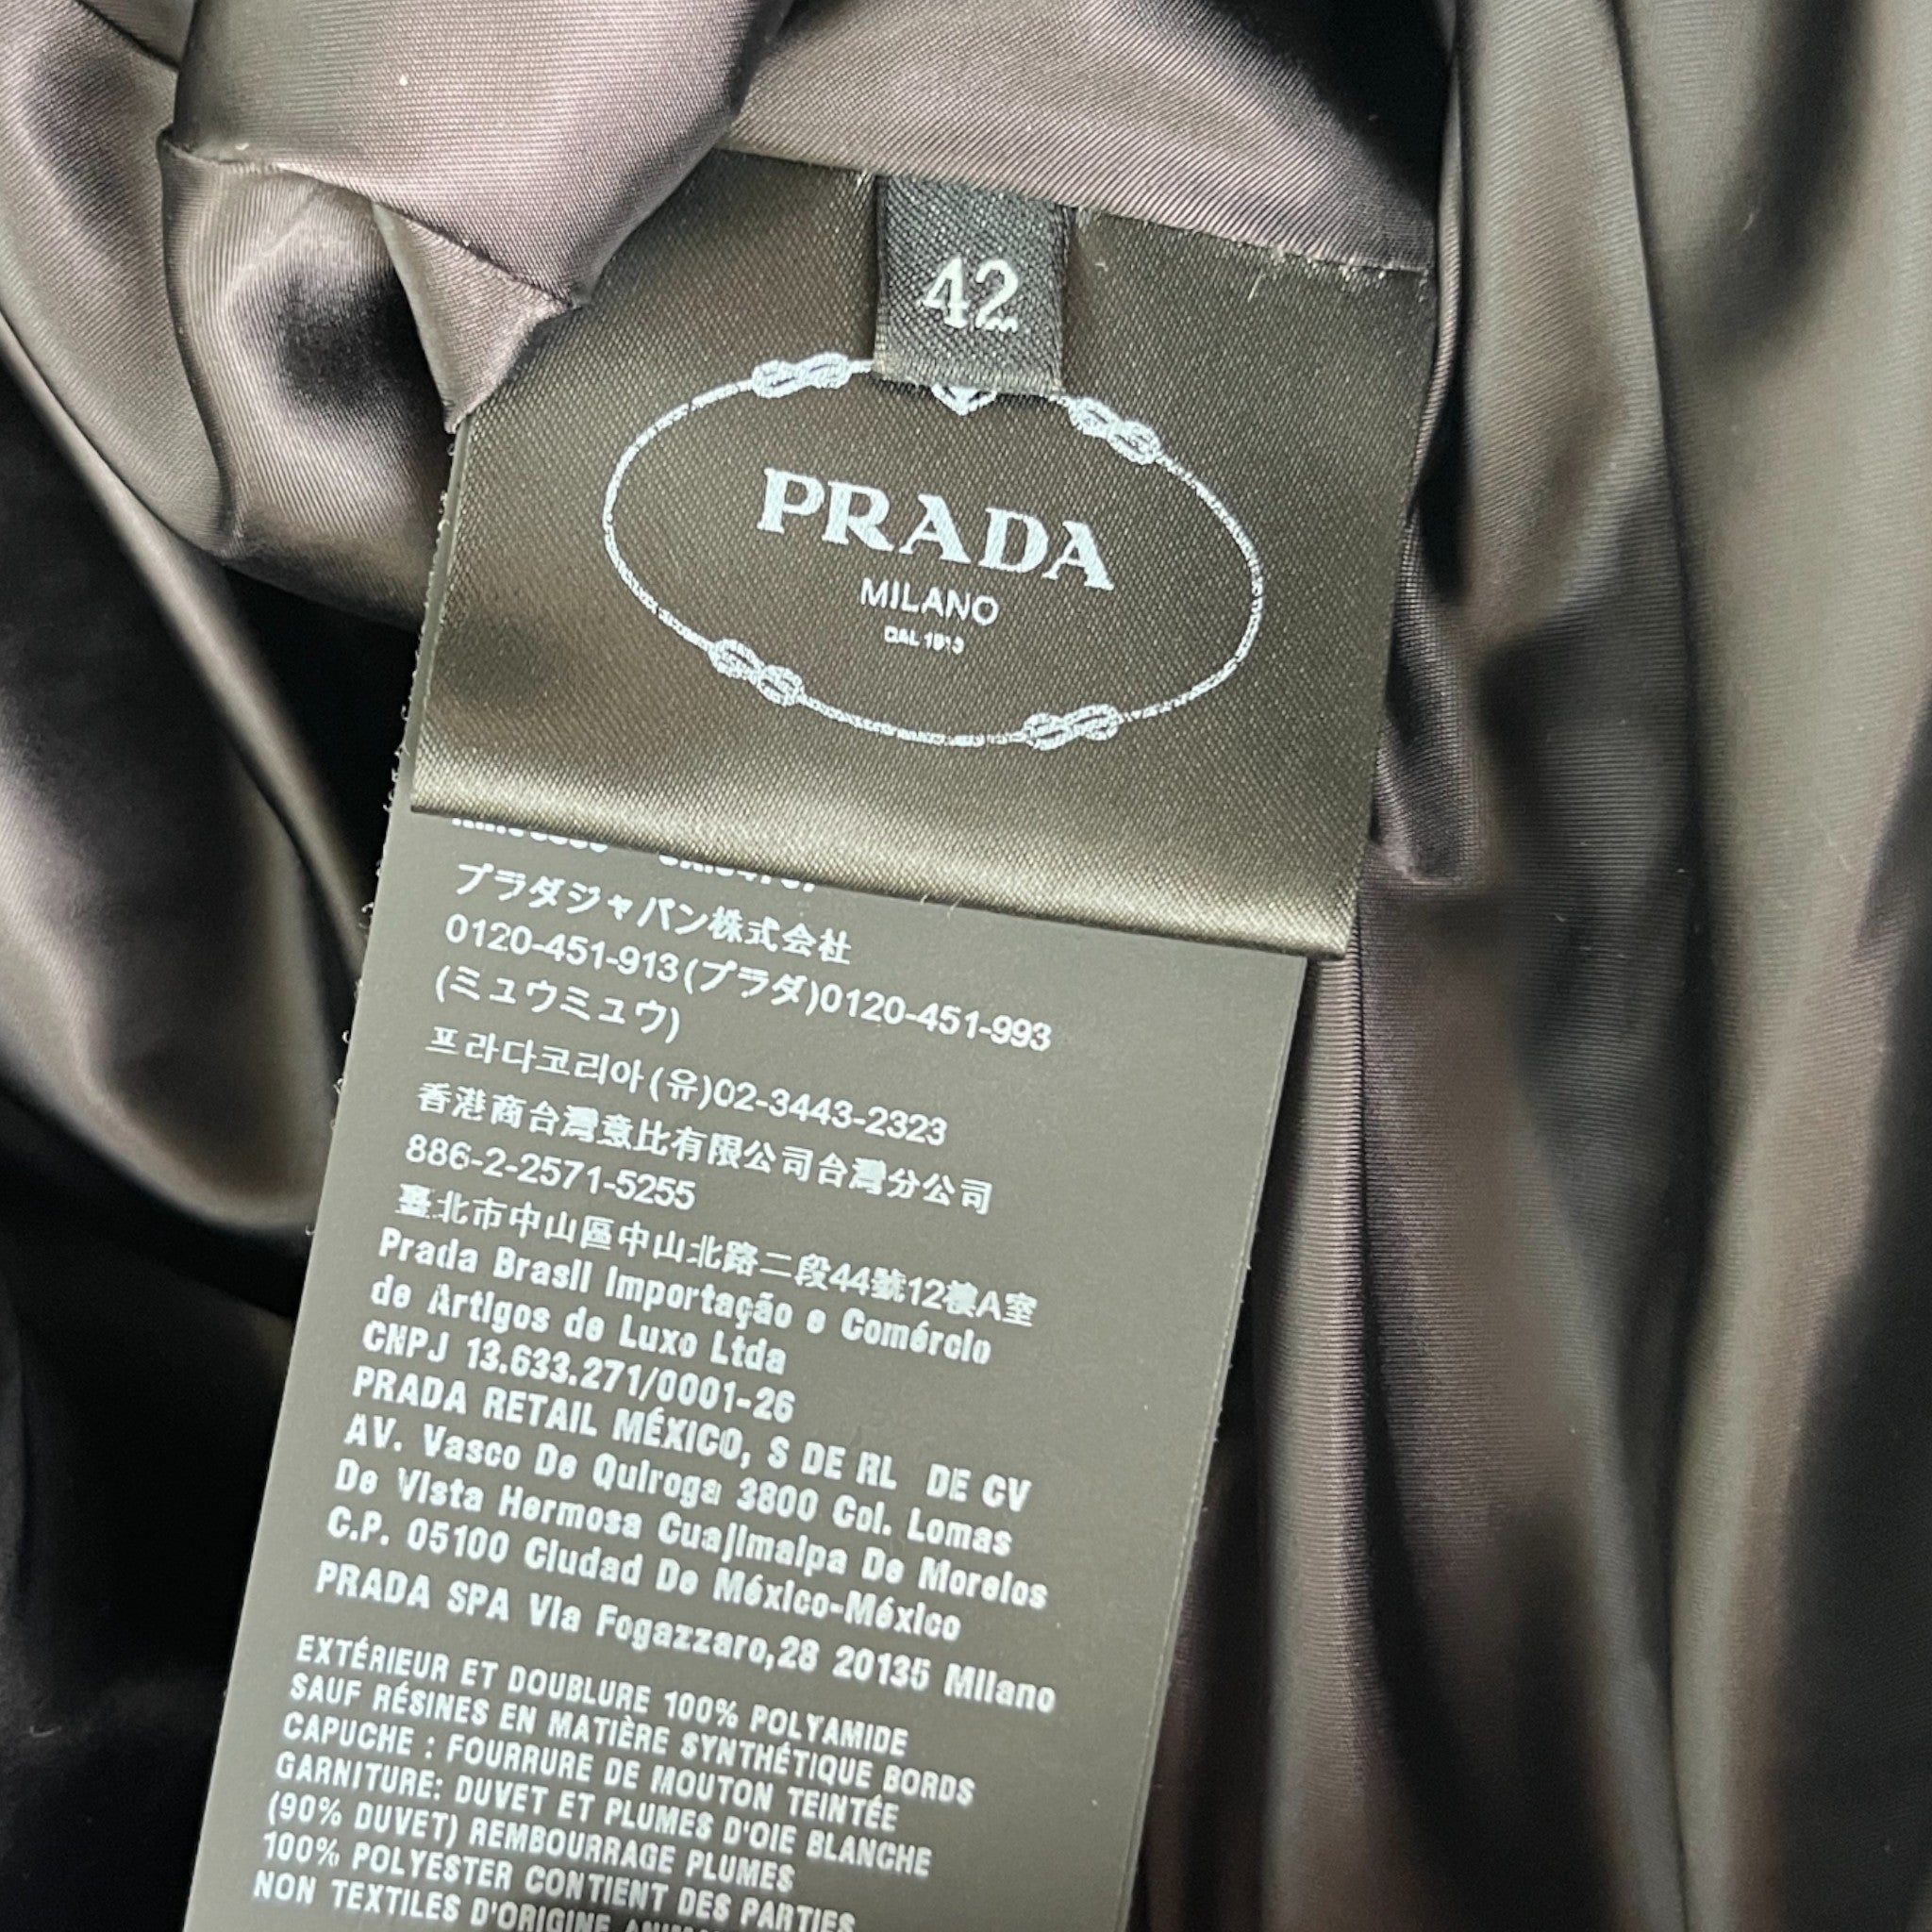 42
PRADA
MILANO
DAL 1913
プラダジャパン株式会社
0120-451-913(プラダ)0120-451-993
(ミュウミュウ)
프라다코리아(유)02-3443-2323
香港商台灣意比有限公司台灣分公司
886-2-2571-5255
臺北市中山區中山北路二段44號12樓A室
Prada Brasil Importação e Comércio
de Artigos de Luxo Ltda
CNPJ 13.633.271/0001-26
PRADA RETAIL MÉXICO, S DE RL DE CV
AV. Vasco De Quiroga 3800 Col. Lomas
De Vista Hermosa Cuajimalpa De Morelos
C.P. 05100 Ciudad De México-México
PRADA SPA Via Fogazzaro,28 20135 Milano
EXTÉRIEUR ET DOUBLURE 100% POLYAMIDE
SAUF RÉSINES EN MATIÈRE SYNTHÉTIQUE BORDS
CAPUCHE : FOURRURE DE MOUTON TEINTÉE
GARNITURE: DUVET ET PLUMES D'OIE BLANCHE
(90% DUVET) REMBOURRAGE PLUMES
100% POLYESTER CONTIENT DES PARTIES
NON TEXTILES D'ORIGINE